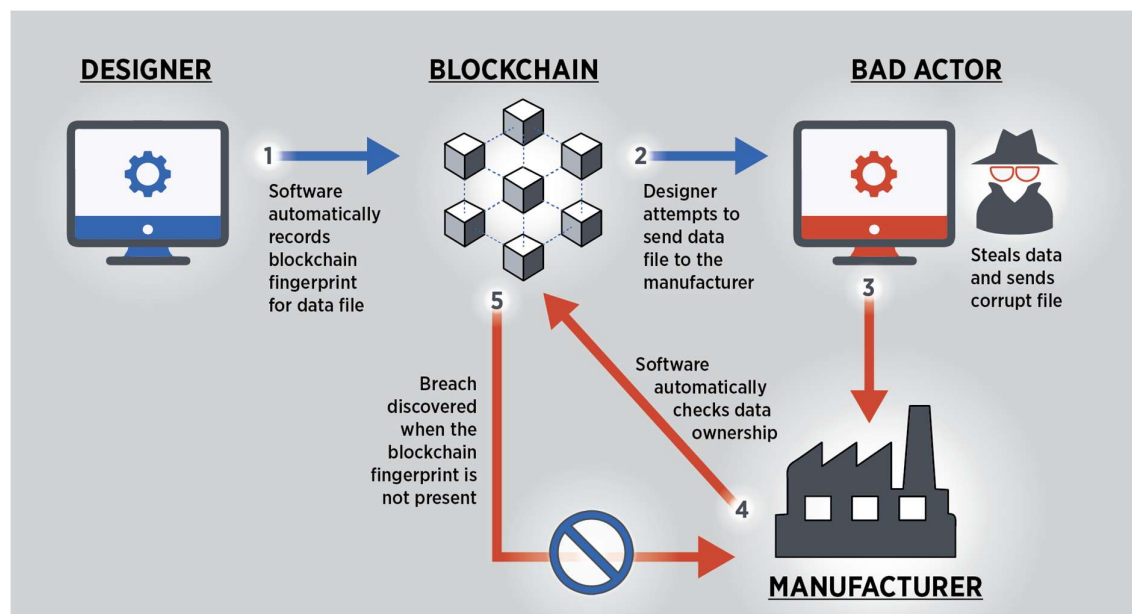 DESIGNER
BLOCKCHAIN
BAD ACTOR
1
Software
automatically
records
blockchain
fingerprint
for data file
2
Designer
attempts to
send data
file to the
manufacturer
Steals data
and sends
corrupt file
3
Software
automatically
checks data
ownership
4
5
Breach
discovered
when the
blockchain
fingerprint is
not present
MANUFACTURER